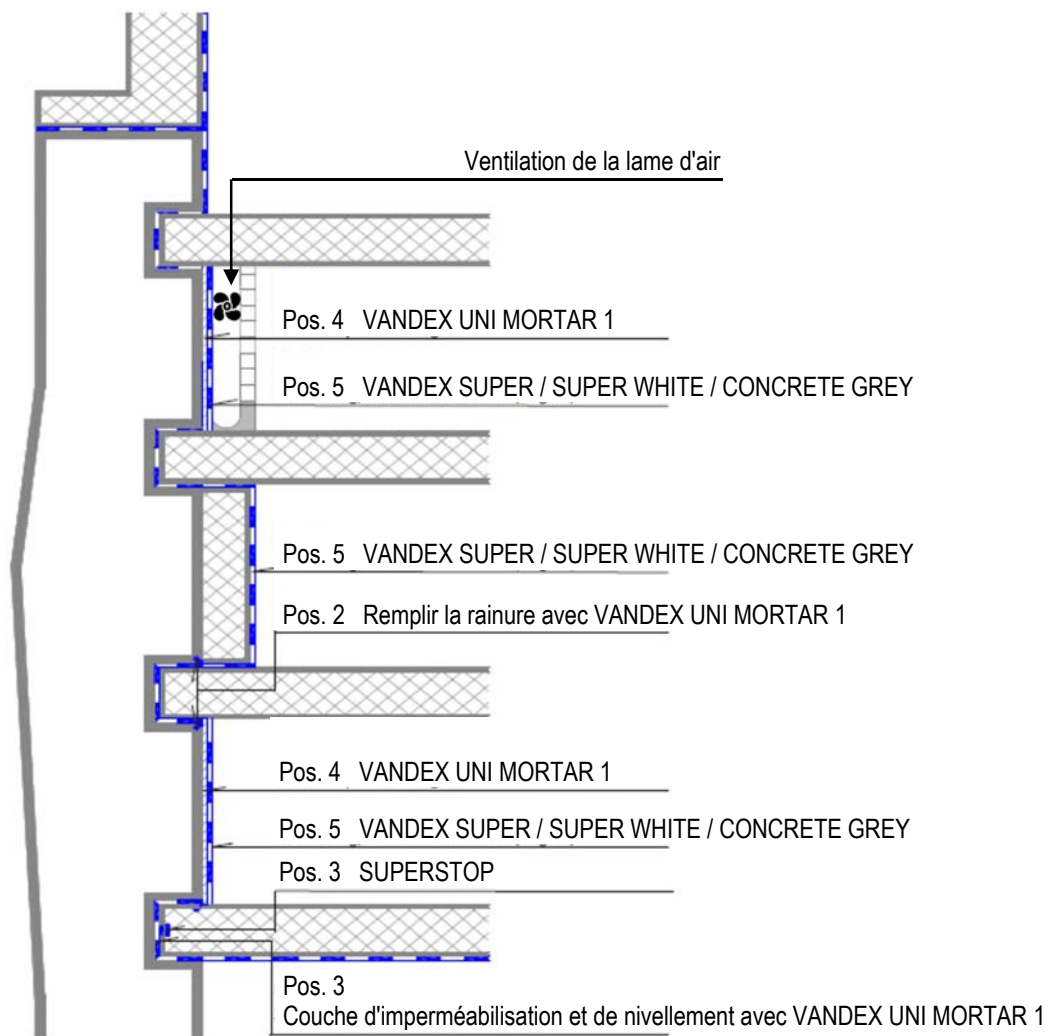 Ventilation de la lame d'air
Pos. 4 VANDEX UNI MORTAR 1
Pos. 5 VANDEX SUPER / SUPER WHITE / CONCRETE GREY
Pos. 5 VANDEX SUPER / SUPER WHITE / CONCRETE GREY
Pos. 2 Remplir la rainure avec VANDEX UNI MORTAR 1
Pos. 4 VANDEX UNI MORTAR 1
Pos. 5 VANDEX SUPER / SUPER WHITE / CONCRETE GREY
Pos. 3 SUPERSTOP
Pos. 3
Couche d'imperméabilisation et de nivellement avec VANDEX UNI MORTAR 1